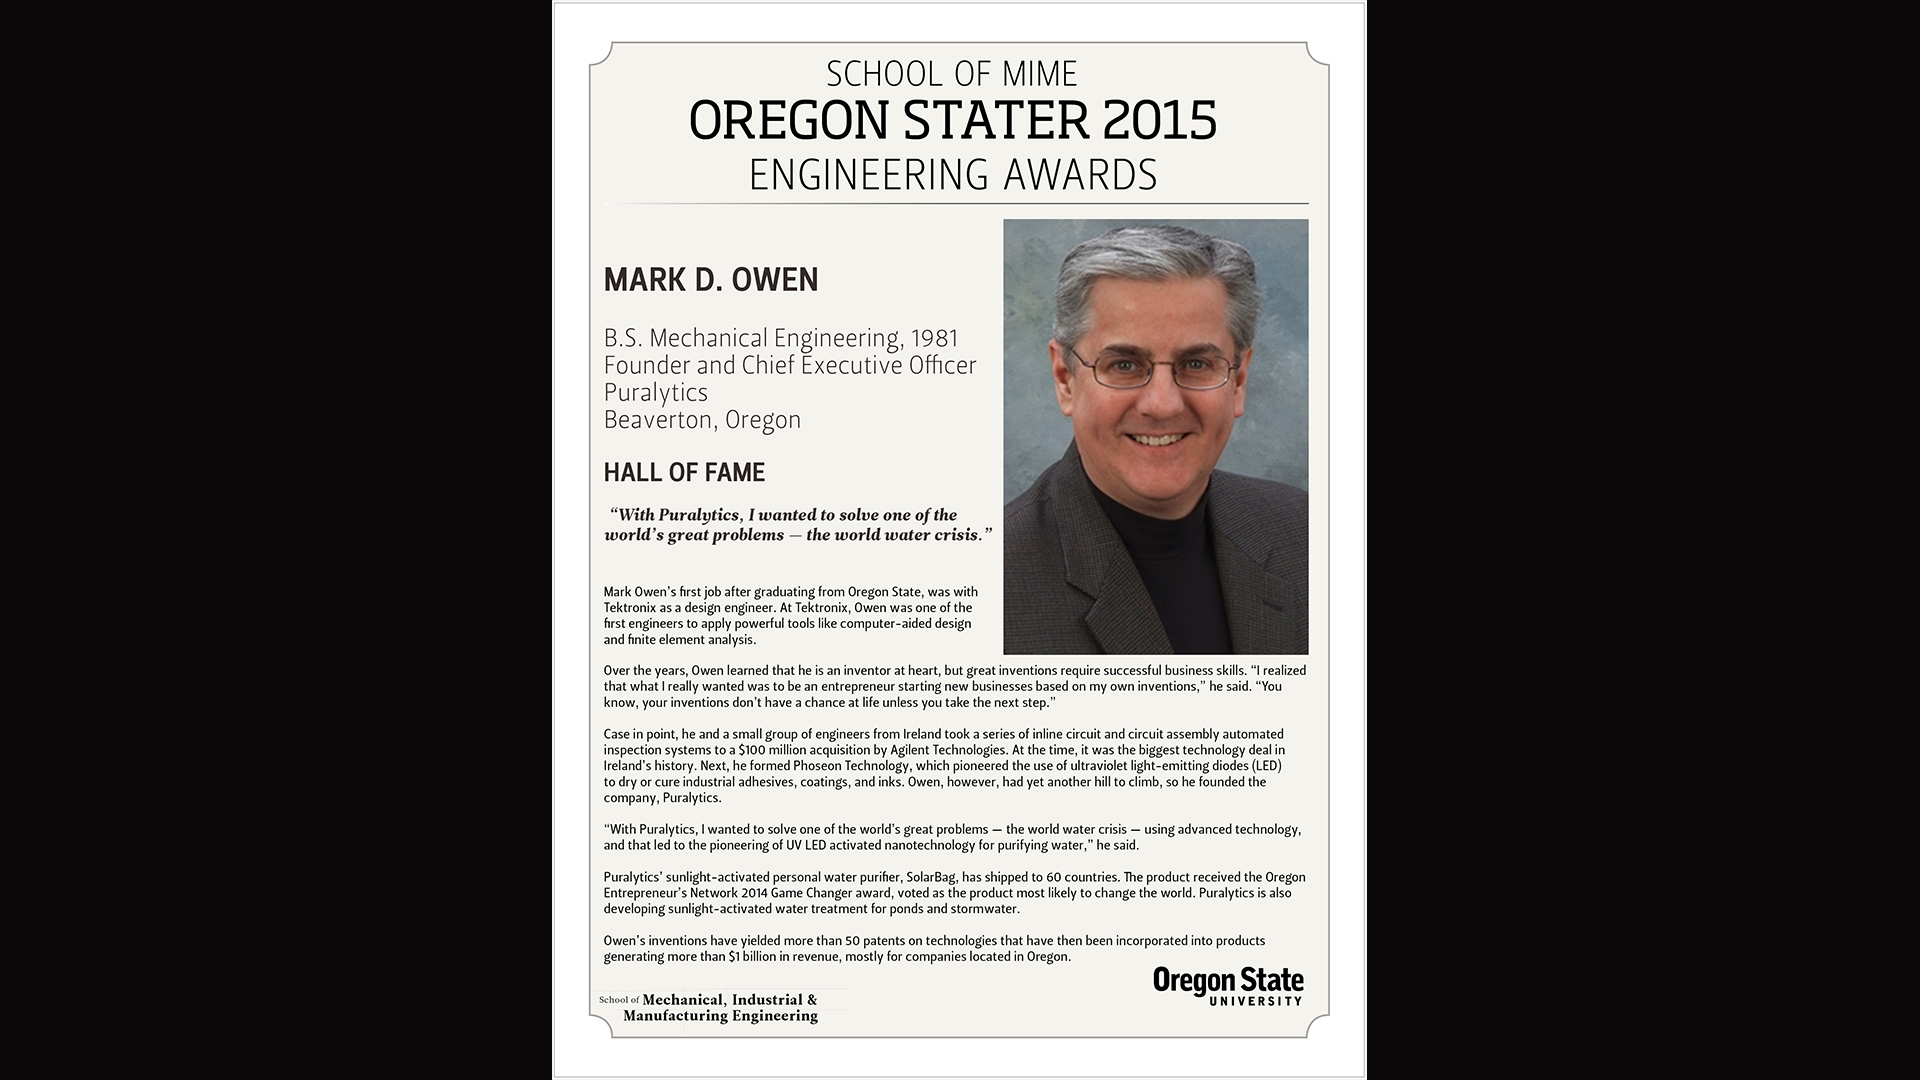 SCHOOL OF MIME
OREGON STATER 2015
ENGINEERING AWARDS
MARK D. OWEN
B.S. Mechanical Engineering, 1981
Founder and Chief Executive Officer
Puralytics
Beaverton, Oregon
HALL OF FAME
“With Puralytics, I wanted to solve one of the
world’s great problems — the world water crisis.”
Mark Owen’s first job after graduating from Oregon State, was with
Tektronix as a design engineer. At Tektronix, Owen was one of the
first engineers to apply powerful tools like computer-aided design
and finite element analysis.
Over the years, Owen learned that he is an inventor at heart, but great inventions require successful business skills. “I realized
that what I really wanted was to be an entrepreneur starting new businesses based on my own inventions,” he said. “You
know, your inventions don’t have a chance at life unless you take the next step.”
Case in point, he and a small group of engineers from Ireland took a series of inline circuit and circuit assembly automated
inspection systems to a $100 million acquisition by Agilent Technologies. At the time, it was the biggest technology deal in
Ireland’s history. Next, he formed Phoseon Technology, which pioneered the use of ultraviolet light-emitting diodes (LED)
to dry or cure industrial adhesives, coatings, and inks. Owen, however, had yet another hill to climb, so he founded the
company, Puralytics.
“With Puralytics, I wanted to solve one of the world’s great problems — the world water crisis — using advanced technology,
and that led to the pioneering of UV LED activated nanotechnology for purifying water,” he said.
Puralytics’ sunlight-activated personal water purifier, SolarBag, has shipped to 60 countries. The product received the Oregon
Entrepreneur’s Network 2014 Game Changer award, voted as the product most likely to change the world. Puralytics is also
developing sunlight-activated water treatment for ponds and stormwater.
Owen’s inventions have yielded more than 50 patents on technologies that have then been incorporated into products
generating more than $1 billion in revenue, mostly for companies located in Oregon.
School of Mechanical, Industrial &
Manufacturing Engineering
Oregon State
UNIVERSITY